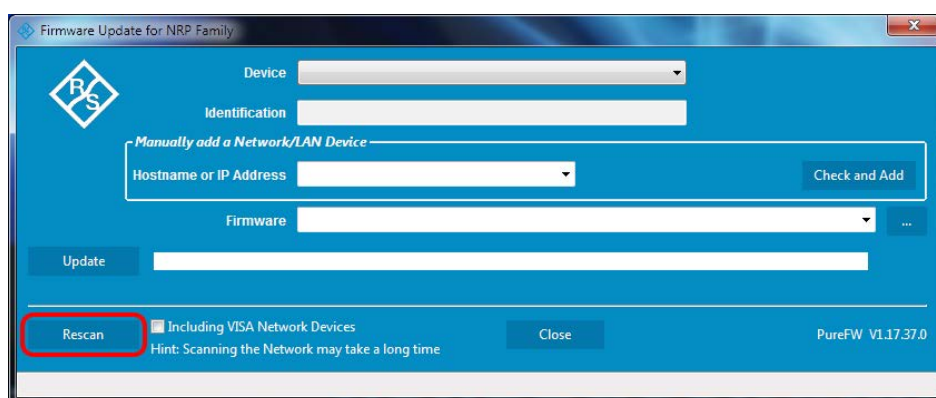 Firmware Update for NRP Family
R
S
Device
Identification
Manually add a Network/LAN Device
Hostname or IP Address
Check and Add
Firmware
...
Update
Rescan
Including VISA Network Devices
Hint: Scanning the Network may take a long time
Close
PureFW V1.17.37.0